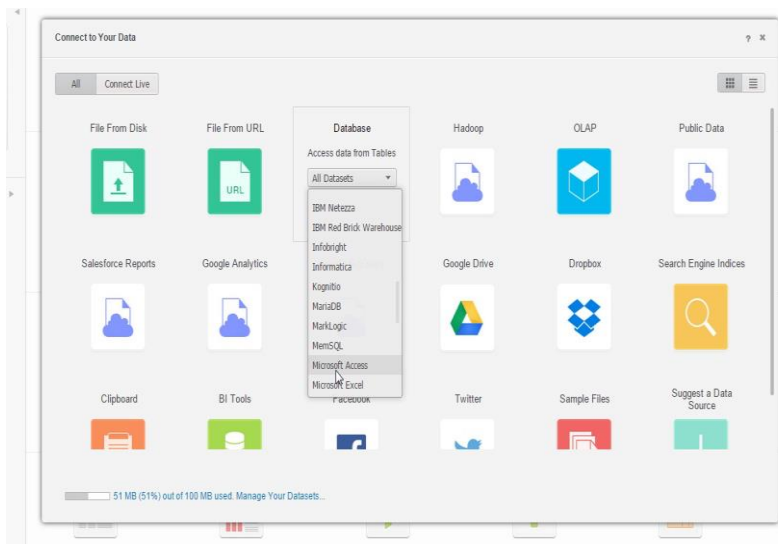 Connect to Your Data
? x
All Connect Live
File From Disk File From URL Database Hadoop OLAP Public Data
Access data from Tables
All Datasets
URL
IBM Netezza
IBM Red Brick Warehouse
Infobright
Informatica
Kognitio
MariaDB
MarkLogic
MemSQL
Microsoft Access
Microsoft Excel
Salesforce Reports Google Analytics Google Drive Dropbox Search Engine Indices
Clipboard BI Tools Facebook Twitter Sample Files Suggest a Data
Source
51 MB (51%) out of 100 MB used. Manage Your Datasets...